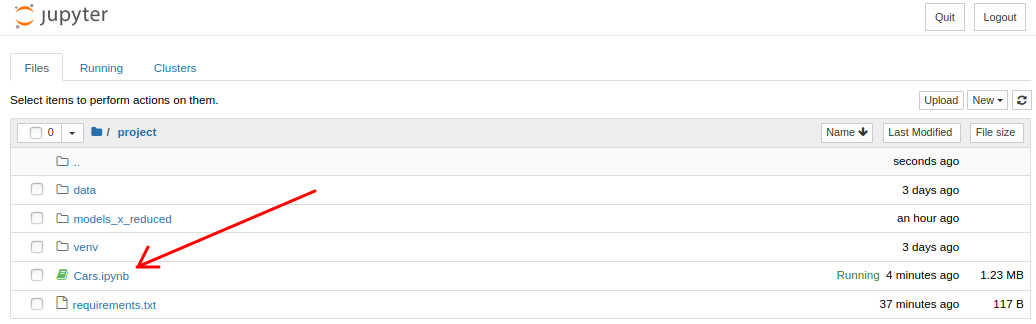 jupyter Quit Logout
Files Running Clusters
Select items to perform actions on them. Upload New
0 / project Name Last Modified File size
.. seconds ago
data 3 days ago
models_x_reduced an hour ago
venv 3 days ago
Cars.ipynb Running 4 minutes ago 1.23 MB
requirements.txt 37 minutes ago 117 B